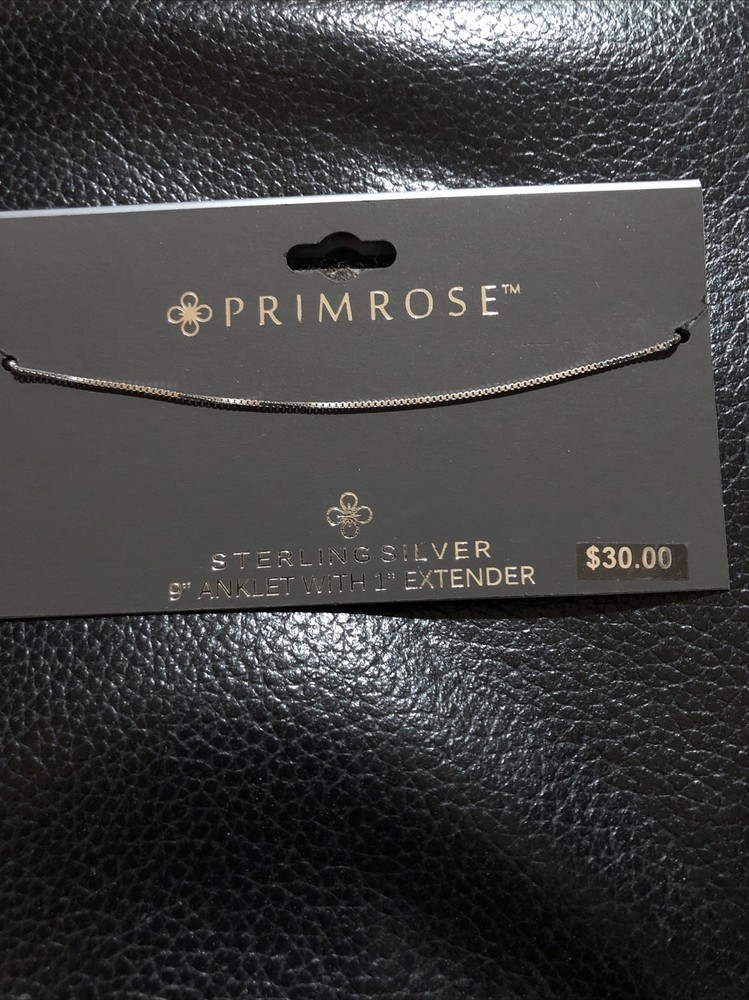 PRIMROSE™
STERLING SILVER
9" ANKLET WITH 1" EXTENDER
$30.00